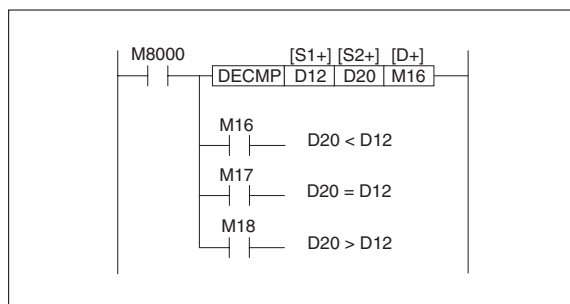 [S1+] [S2+] [D+]
M8000
DECMP D12 D20 M16
M16
D20 < D12
M17
D20 = D12
M18
D20 > D12